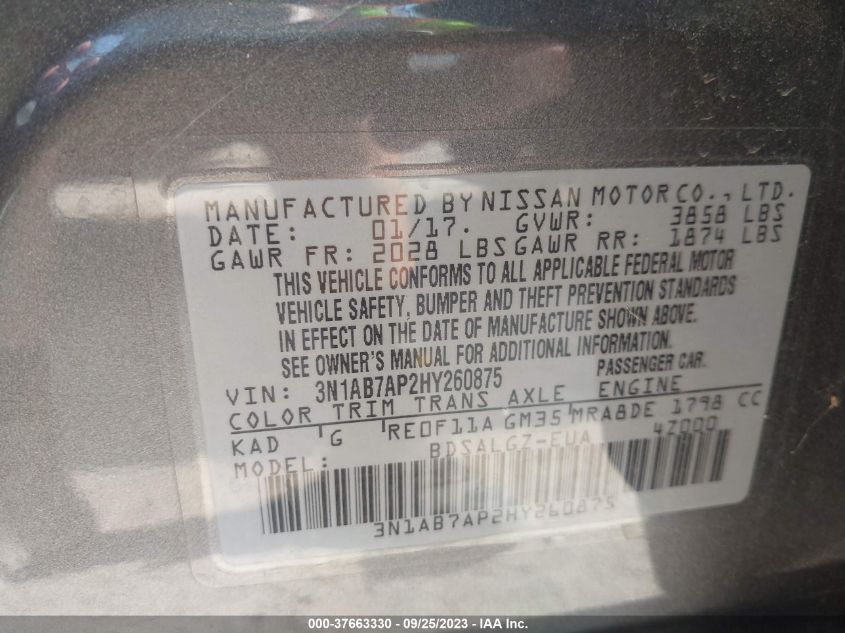 MANUFACTURED BY NISSAN MOTOR CO., LTD.
DATE: 01/17. GVWR: 3858 LBS
GAWR FR: 2028 LBS GAWR RR: 1874 LBS
THIS VEHICLE CONFORMS TO ALL APPLICABLE FEDERAL MOTOR
VEHICLE SAFETY, BUMPER AND THEFT PREVENTION STANDARDS
IN EFFECT ON THE DATE OF MANUFACTURE SHOWN ABOVE.
SEE OWNER'S MANUAL FOR ADDITIONAL INFORMATION.
VIN: 3N1AB7AP2HY260875 PASSENGER CAR.
COLOR TRIM TRANS AXLE ENGINE
KAD G RE0F11A GM35 MRA8DE 1798 CC
MODEL: BDSALGZ-EUA 4Z000
3N1AB7AP2HY260875
000-37663330 - 09/25/2023 - IAA Inc.